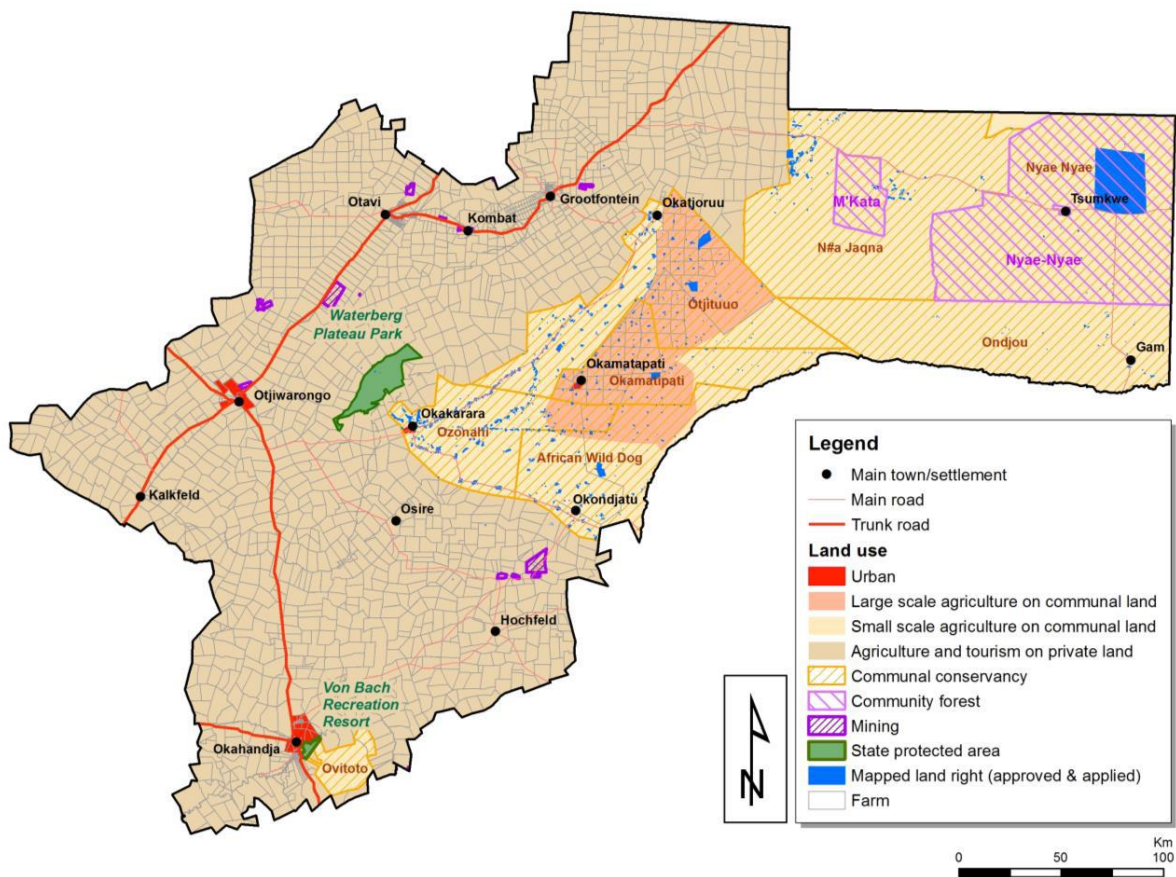 Otavi
Kombat
Grootfontein
Okatjoruu
M'Kata
Nyae Nyae
Tsumkwe
N#a Jaqna
Nyae-Nyae
Waterberg
Plateau Park
Otjituuo
Ondjou
Gam
Okamatapati
Okamatipati
Otjiwarongo
Okakarara
Ozonahi
African Wild Dog
Kalkfeld
Osire
Okondjatu
Hochfeld
Von Bach
Recreation
Resort
Okahandja
Ovitoto
N
Legend
Main town/settlement
Main road
Trunk road
Land use
Urban
Large scale agriculture on communal land
Small scale agriculture on communal land
Agriculture and tourism on private land
Communal conservancy
Community forest
Mining
State protected area
Mapped land right (approved & applied)
Farm
Km
0 50 100